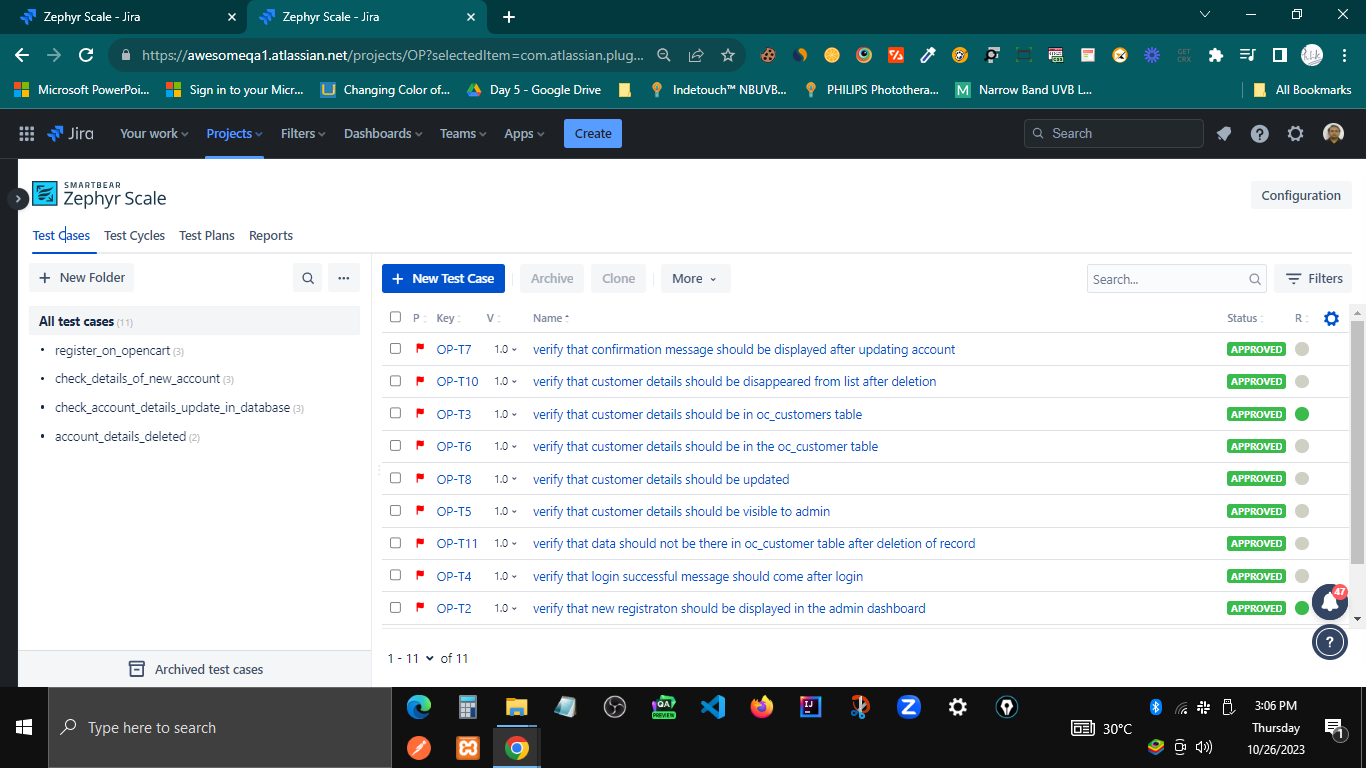 Zephyr Scale - Jira
Zephyr Scale - Jira
https://awesomeqa1.atlassian.net/projects/OP?selectedItem=com.atlassian.plug...
GET CRX
Microsoft PowerPoi...
Sign in to your Micr...
Changing Color of...
Day 5 - Google Drive
Indetouch™ NBUVB...
PHILIPS Photothera...
Narrow Band UVB L...
All Bookmarks
Jira
Your work
Projects
Filters
Dashboards
Teams
Apps
Create
Search
SMARTBEAR
Zephyr Scale
Configuration
Test Cases
Test Cycles
Test Plans
Reports
+ New Folder
...
+ New Test Case
Archive
Clone
More
Search...
Filters
All test cases (11)
register_on_opencart (3)
check_details_of_new_account (3)
check_account_details_update_in_database (3)
account_details_deleted (2)
Archived test cases
P Key V Name Status R
OP-T7 1.0 verify that confirmation message should be displayed after updating account APPROVED
OP-T10 1.0 verify that customer details should be disappeared from list after deletion APPROVED
OP-T3 1.0 verify that customer details should be in oc_customers table APPROVED
OP-T6 1.0 verify that customer details should be in the oc_customer table APPROVED
OP-T8 1.0 verify that customer details should be updated APPROVED
OP-T5 1.0 verify that customer details should be visible to admin APPROVED
OP-T11 1.0 verify that data should not be there in oc_customer table after deletion of record APPROVED
OP-T4 1.0 verify that login successful message should come after login APPROVED
OP-T2 1.0 verify that new registraton should be displayed in the admin dashboard APPROVED
47
?
1 - 11 of 11
Type here to search
QA
PREVIEW
IJ
30°C
3:06 PM
Thursday
10/26/2023
1